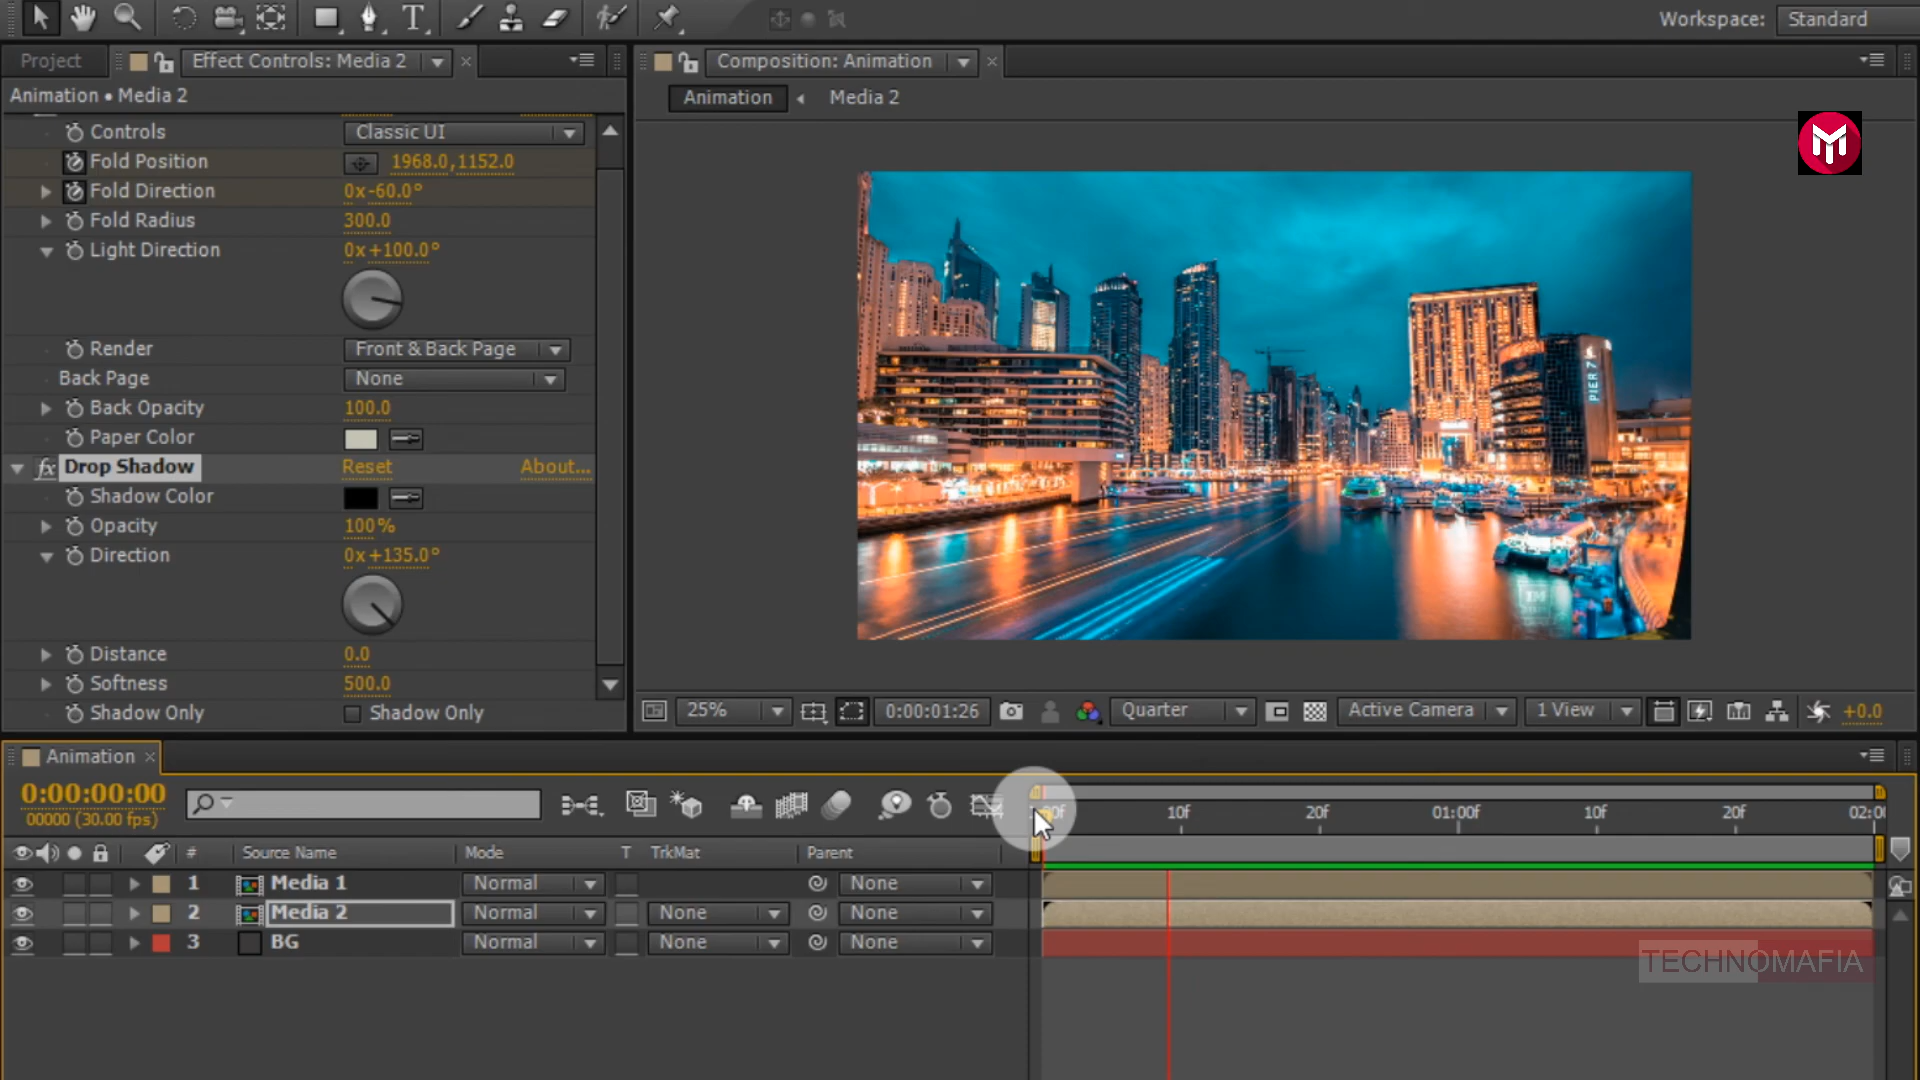 Workspace: Standard
Project
Effect Controls: Media 2
Composition: Animation
Animation • Media 2
Animation
Media 2
Controls
Classic UI
Fold Position
1968.0,1152.0
Fold Direction
0x-60.0°
Fold Radius
300.0
Light Direction
0x+100.0°
Render
Front & Back Page
Back Page
None
Back Opacity
100.0
Paper Color
fx Drop Shadow
Reset
About...
Shadow Color
Opacity
100%
Direction
0x+135.0°
Distance
0.0
Softness
500.0
Shadow Only
Shadow Only
PIER 7
25%
0:00:01:26
Quarter
Active Camera
1 View
+0.0
Animation
0:00:00:00
00000 (30.00 fps)
10f
20f
01:00f
10f
20f
# Source Name Mode T TrkMat Parent
1 Media 1 Normal None
2 Media 2 Normal None None
3 BG Normal None None
TECHNOMAFIA